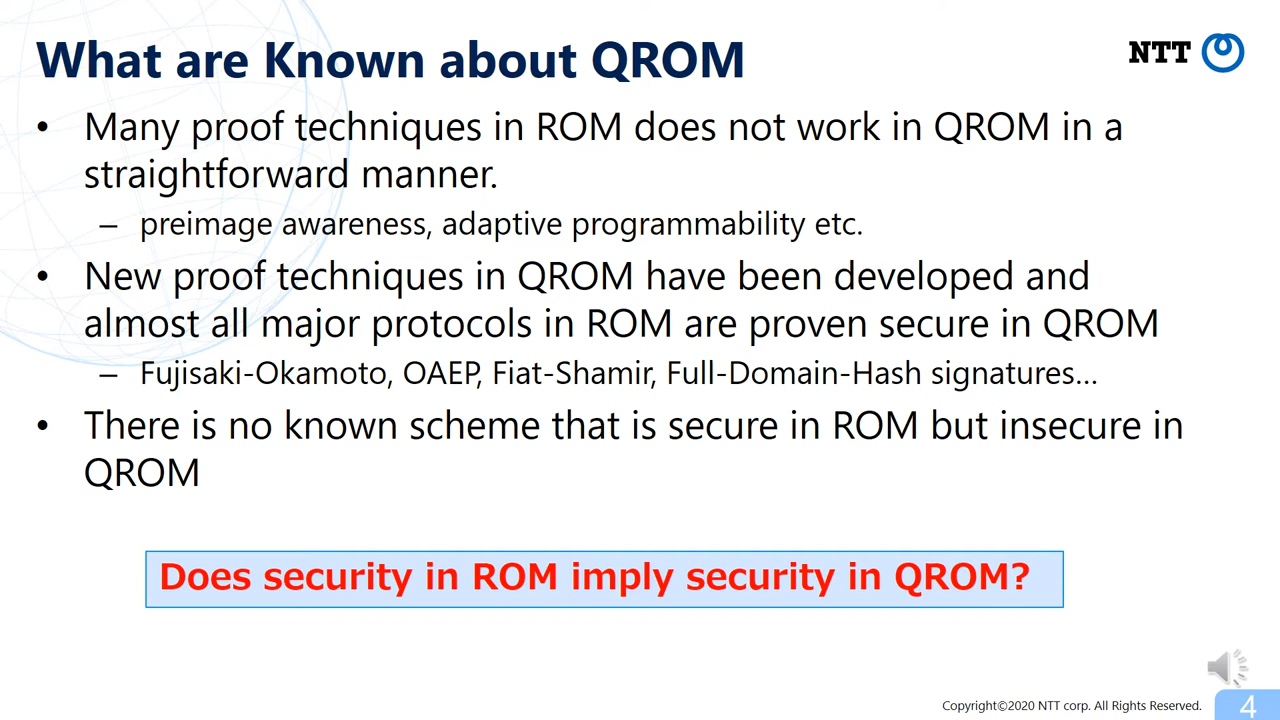 What are Known about QROM
NTT
• Many proof techniques in ROM does not work in QROM in a
straightforward manner.
– preimage awareness, adaptive programmability etc.
• New proof techniques in QROM have been developed and
almost all major protocols in ROM are proven secure in QROM
– Fujisaki-Okamoto, OAEP, Fiat-Shamir, Full-Domain-Hash signatures...
• There is no known scheme that is secure in ROM but insecure in
QROM
Does security in ROM imply security in QROM?
Copyright©2020 NTT corp. All Rights Reserved.
4